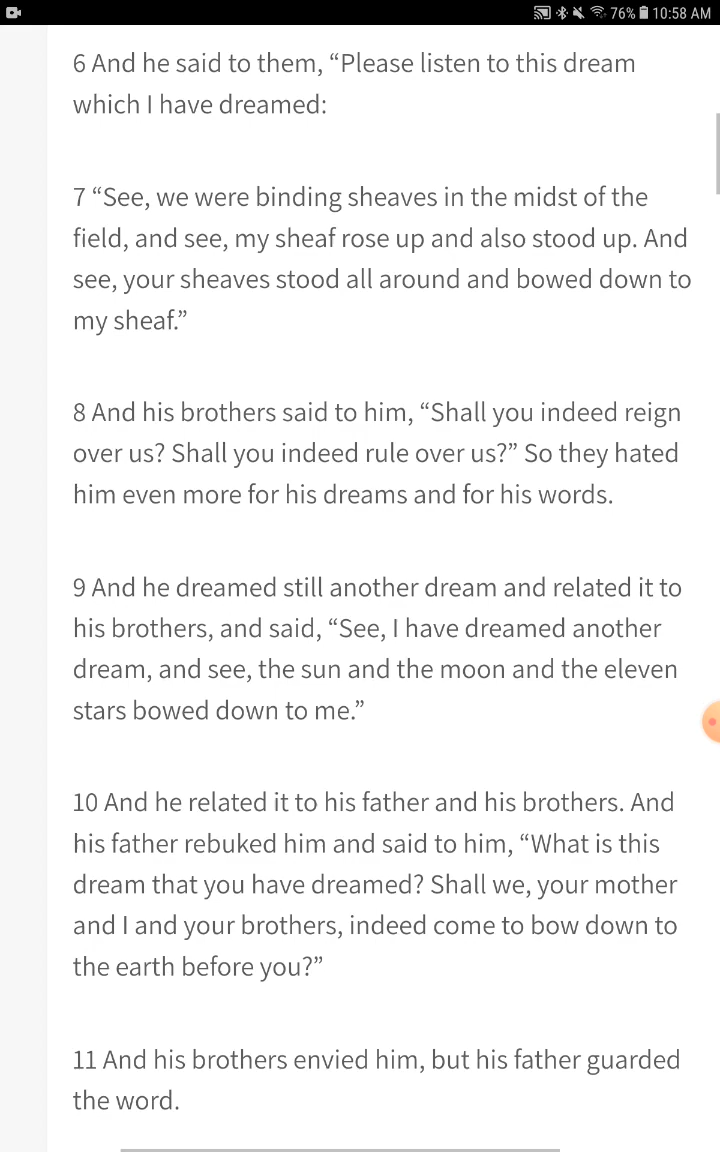 76% 10:58 AM
6 And he said to them, “Please listen to this dream
which I have dreamed:
7 “See, we were binding sheaves in the midst of the
field, and see, my sheaf rose up and also stood up. And
see, your sheaves stood all around and bowed down to
my sheaf.”
8 And his brothers said to him, “Shall you indeed reign
over us? Shall you indeed rule over us?” So they hated
him even more for his dreams and for his words.
9 And he dreamed still another dream and related it to
his brothers, and said, “See, I have dreamed another
dream, and see, the sun and the moon and the eleven
stars bowed down to me.”
10 And he related it to his father and his brothers. And
his father rebuked him and said to him, “What is this
dream that you have dreamed? Shall we, your mother
and I and your brothers, indeed come to bow down to
the earth before you?”
11 And his brothers envied him, but his father guarded
the word.